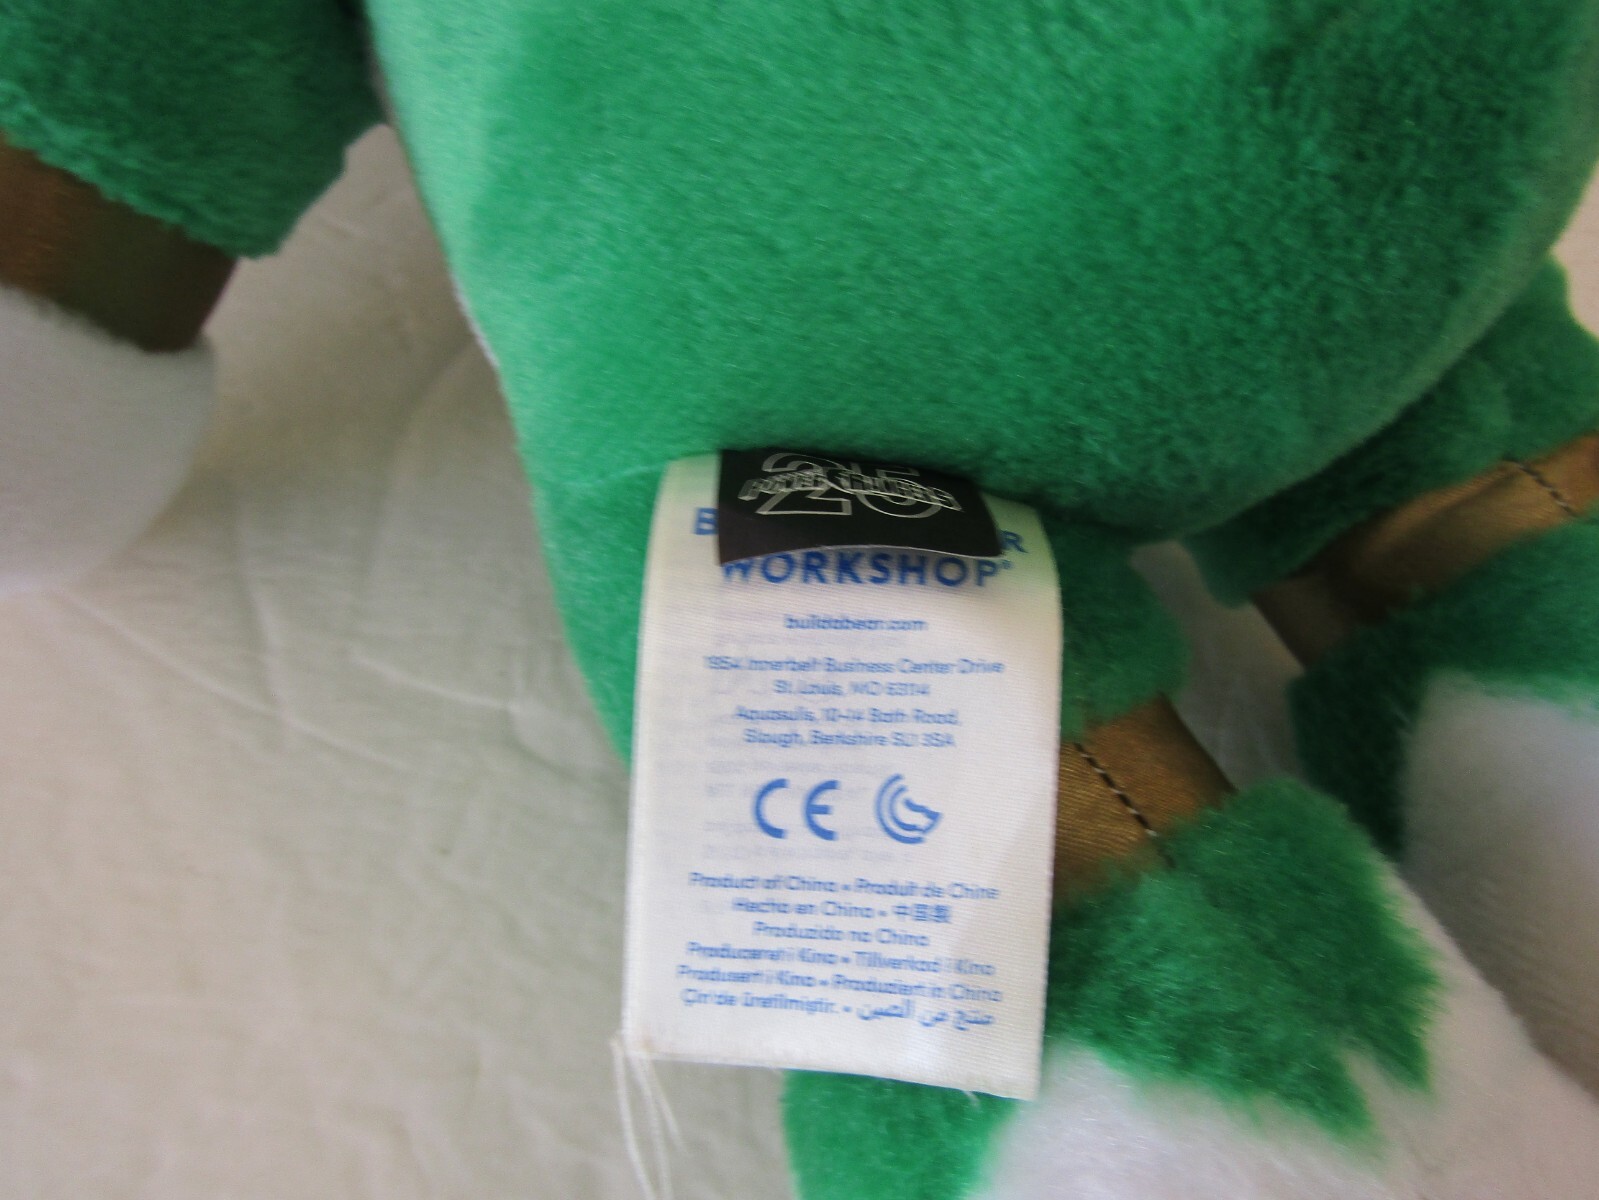 25
WORKSHOP®
buildabear.com
1954 Innerbelt Business Center Drive
St. Louis, MO 63114
Aquasulis, 10-14 Bath Road,
Slough, Berkshire SL1 3SA
CE
Product of China • Produit de Chine
Hecho en China • 中国製
Produzido na China
Produceret i Kina • Tillverkad i Kina
Produsert i Kina • Produziert in China
Çin'de üretilmiştir. • صنع في الصين